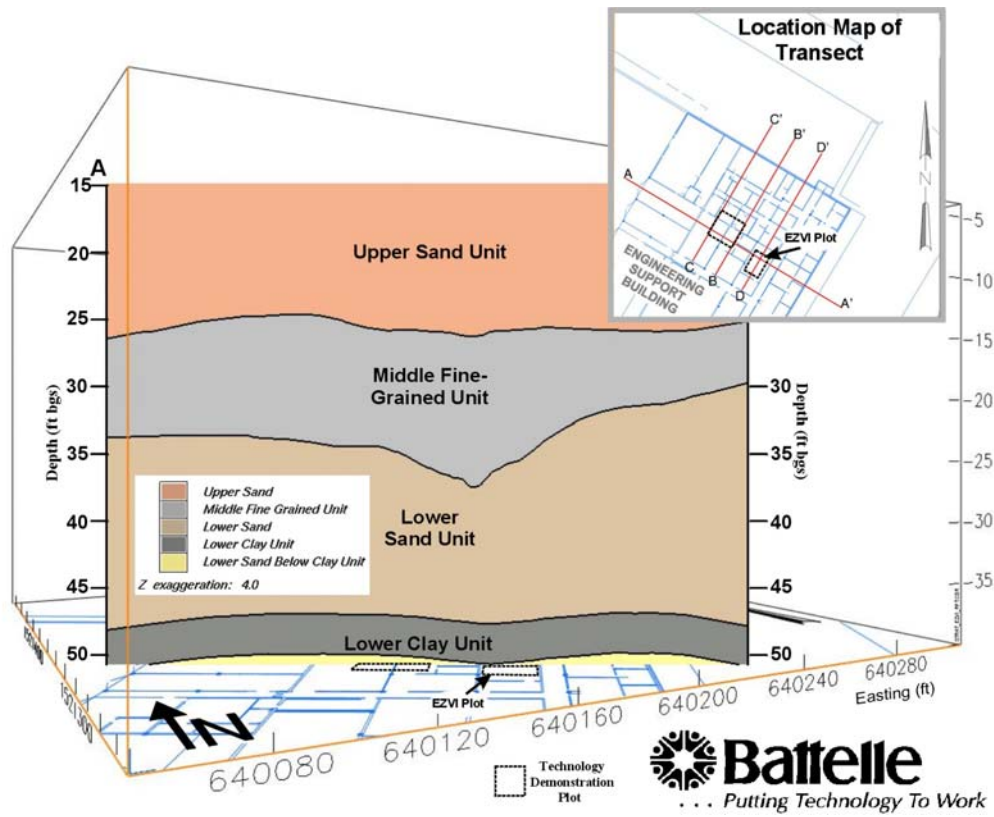 Location Map of
Transect
C'
B'
D'
A
EZVI Plot
C
B
D
A'
N
ENGINEERING
SUPPORT
BUILDING
A
15
20
25
30
35
40
45
50
Depth (ft bgs)
Upper Sand Unit
Middle Fine-
Grained Unit
Lower
Sand Unit
Lower Clay Unit
Upper Sand
Middle Fine Grained Unit
Lower Sand
Lower Clay Unit
Lower Sand Below Clay Unit
Z exaggeration: 4.0
30
35
40
45
50
Depth (ft bgs)
-5
-10
-15
-20
-25
-30
-35
EZVI Plot
N
640080
640120
640160
640200
640240
640280
Easting (ft)
Technology
Demonstration
Plot
Battelle
. . . Putting Technology To Work